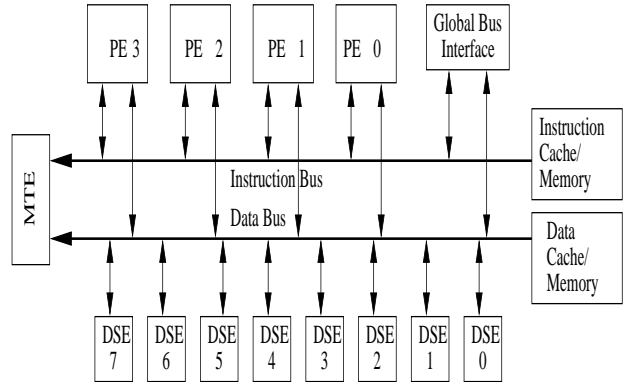 PE 3
PE 2
PE 1
PE 0
Global Bus
Interface
Instruction
Cache/
Memory
MTE
Instruction Bus
Data Bus
Data
Cache/
Memory
DSE
7
DSE
6
DSE
5
DSE
4
DSE
3
DSE
2
DSE
1
DSE
0